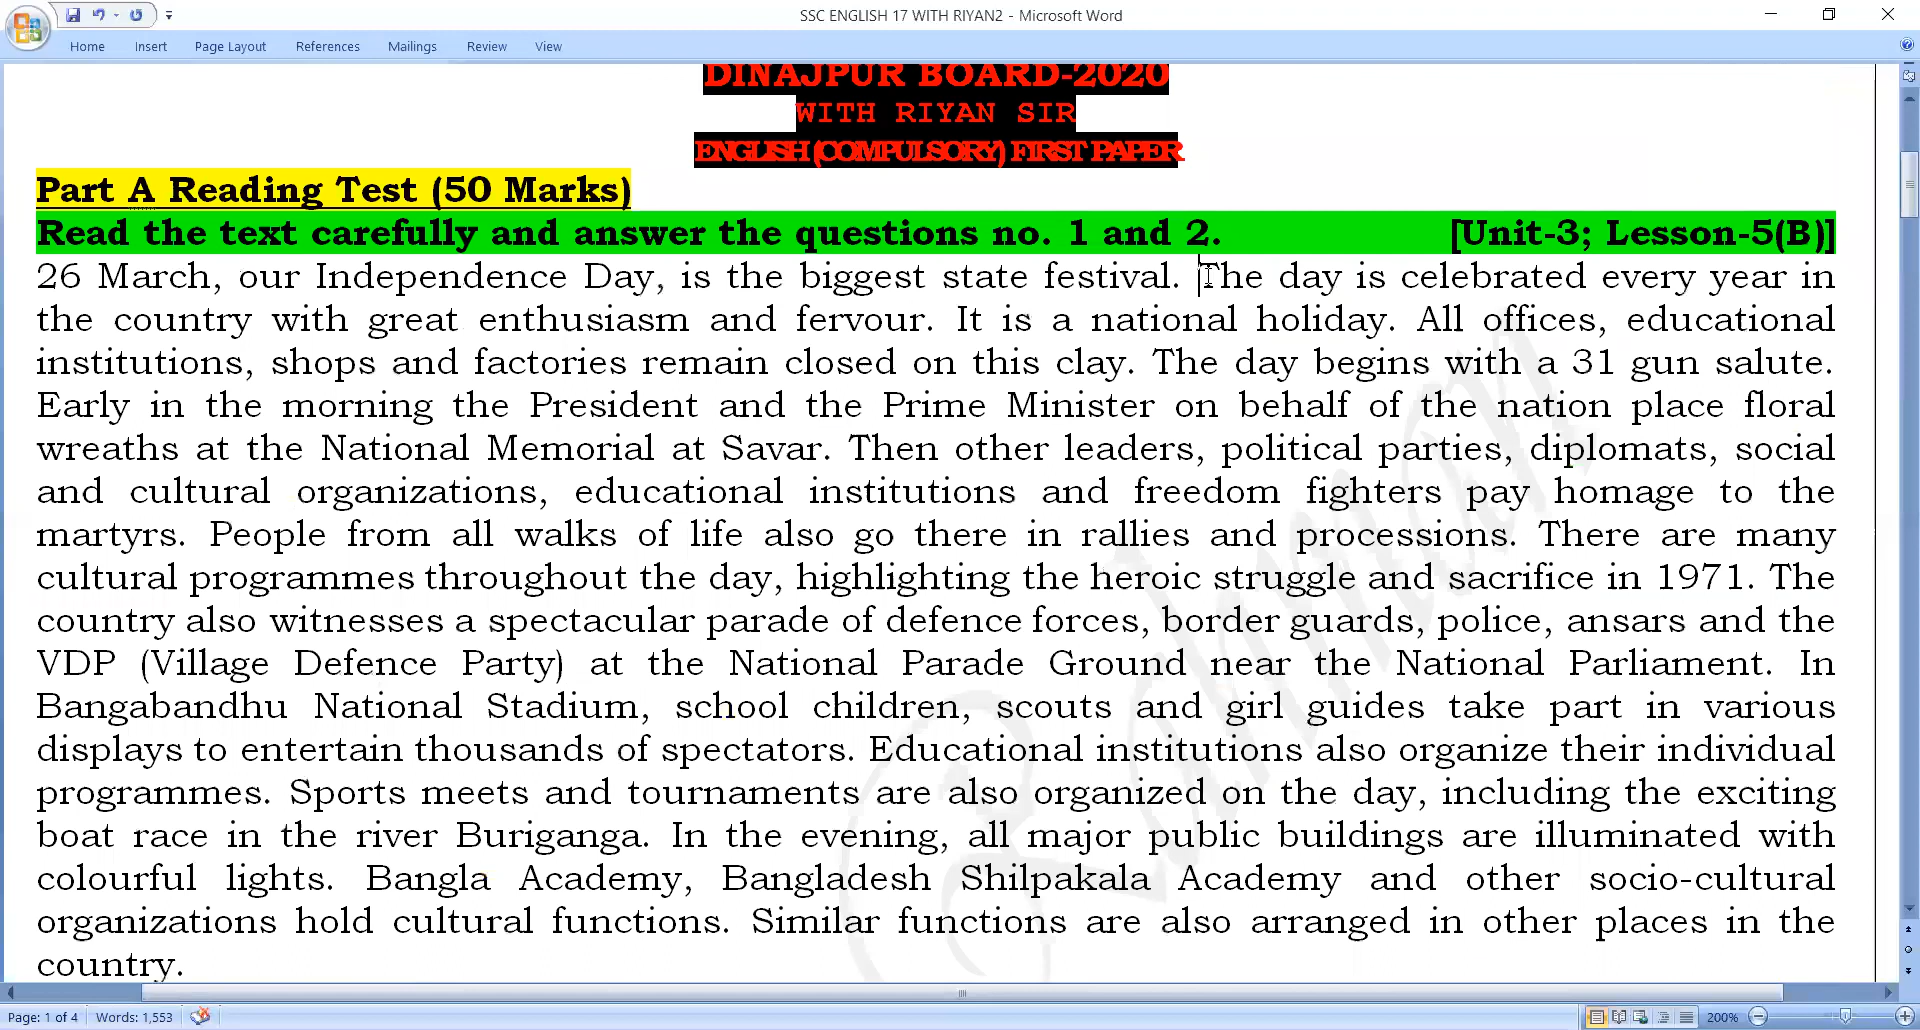 SSC ENGLISH 17 WITH RIYAN2 - Microsoft Word
Home Insert Page Layout References Mailings Review View
DINAJPUR BOARD-2020
WITH RIYAN SIR
ENGLISH (COMPULSORY) FIRST PAPER
Part A Reading Test (50 Marks)
Read the text carefully and answer the questions no. 1 and 2. [Unit-3; Lesson-5(B)]
26 March, our Independence Day, is the biggest state festival. The day is celebrated every year in
the country with great enthusiasm and fervour. It is a national holiday. All offices, educational
institutions, shops and factories remain closed on this clay. The day begins with a 31 gun salute.
Early in the morning the President and the Prime Minister on behalf of the nation place floral
wreaths at the National Memorial at Savar. Then other leaders, political parties, diplomats, social
and cultural organizations, educational institutions and freedom fighters pay homage to the
martyrs. People from all walks of life also go there in rallies and processions. There are many
cultural programmes throughout the day, highlighting the heroic struggle and sacrifice in 1971. The
country also witnesses a spectacular parade of defence forces, border guards, police, ansars and the
VDP (Village Defence Party) at the National Parade Ground near the National Parliament. In
Bangabandhu National Stadium, school children, scouts and girl guides take part in various
displays to entertain thousands of spectators. Educational institutions also organize their individual
programmes. Sports meets and tournaments are also organized on the day, including the exciting
boat race in the river Buriganga. In the evening, all major public buildings are illuminated with
colourful lights. Bangla Academy, Bangladesh Shilpakala Academy and other socio-cultural
organizations hold cultural functions. Similar functions are also arranged in other places in the
country.
Page: 1 of 4 Words: 1,553 200%